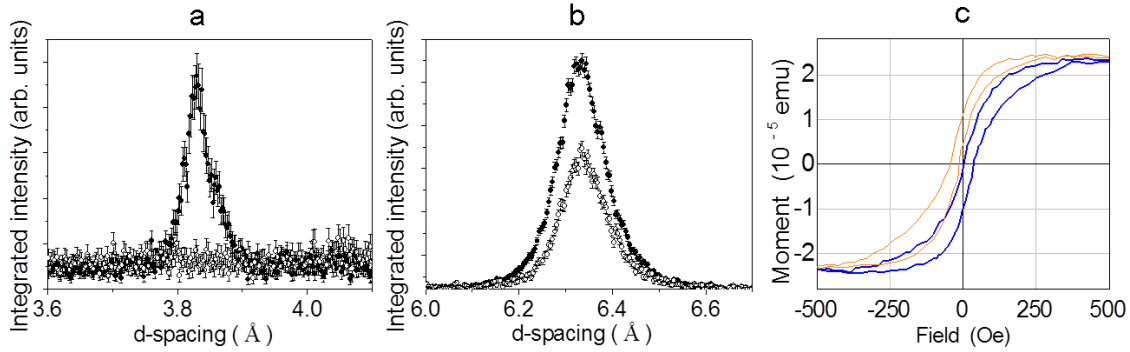 a
Integrated intensity (arb. units)
3.6 3.8 4.0
d-spacing ( Å )
b
Integrated intensity (arb. units)
6.0 6.2 6.4 6.6
d-spacing ( Å )
c
Moment (10⁻⁵ emu)
2
1
0
-1
-2
-500 -250 0 250 500
Field (Oe)